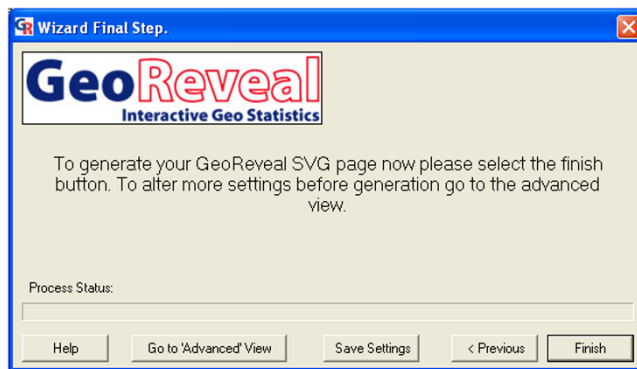 GR Wizard Final Step.
GeoReveal
Interactive Geo Statistics
To generate your GeoReveal SVG page now please select the finish
button. To alter more settings before generation go to the advanced
view.
Process Status:
Help Go to 'Advanced' View Save Settings < Previous Finish